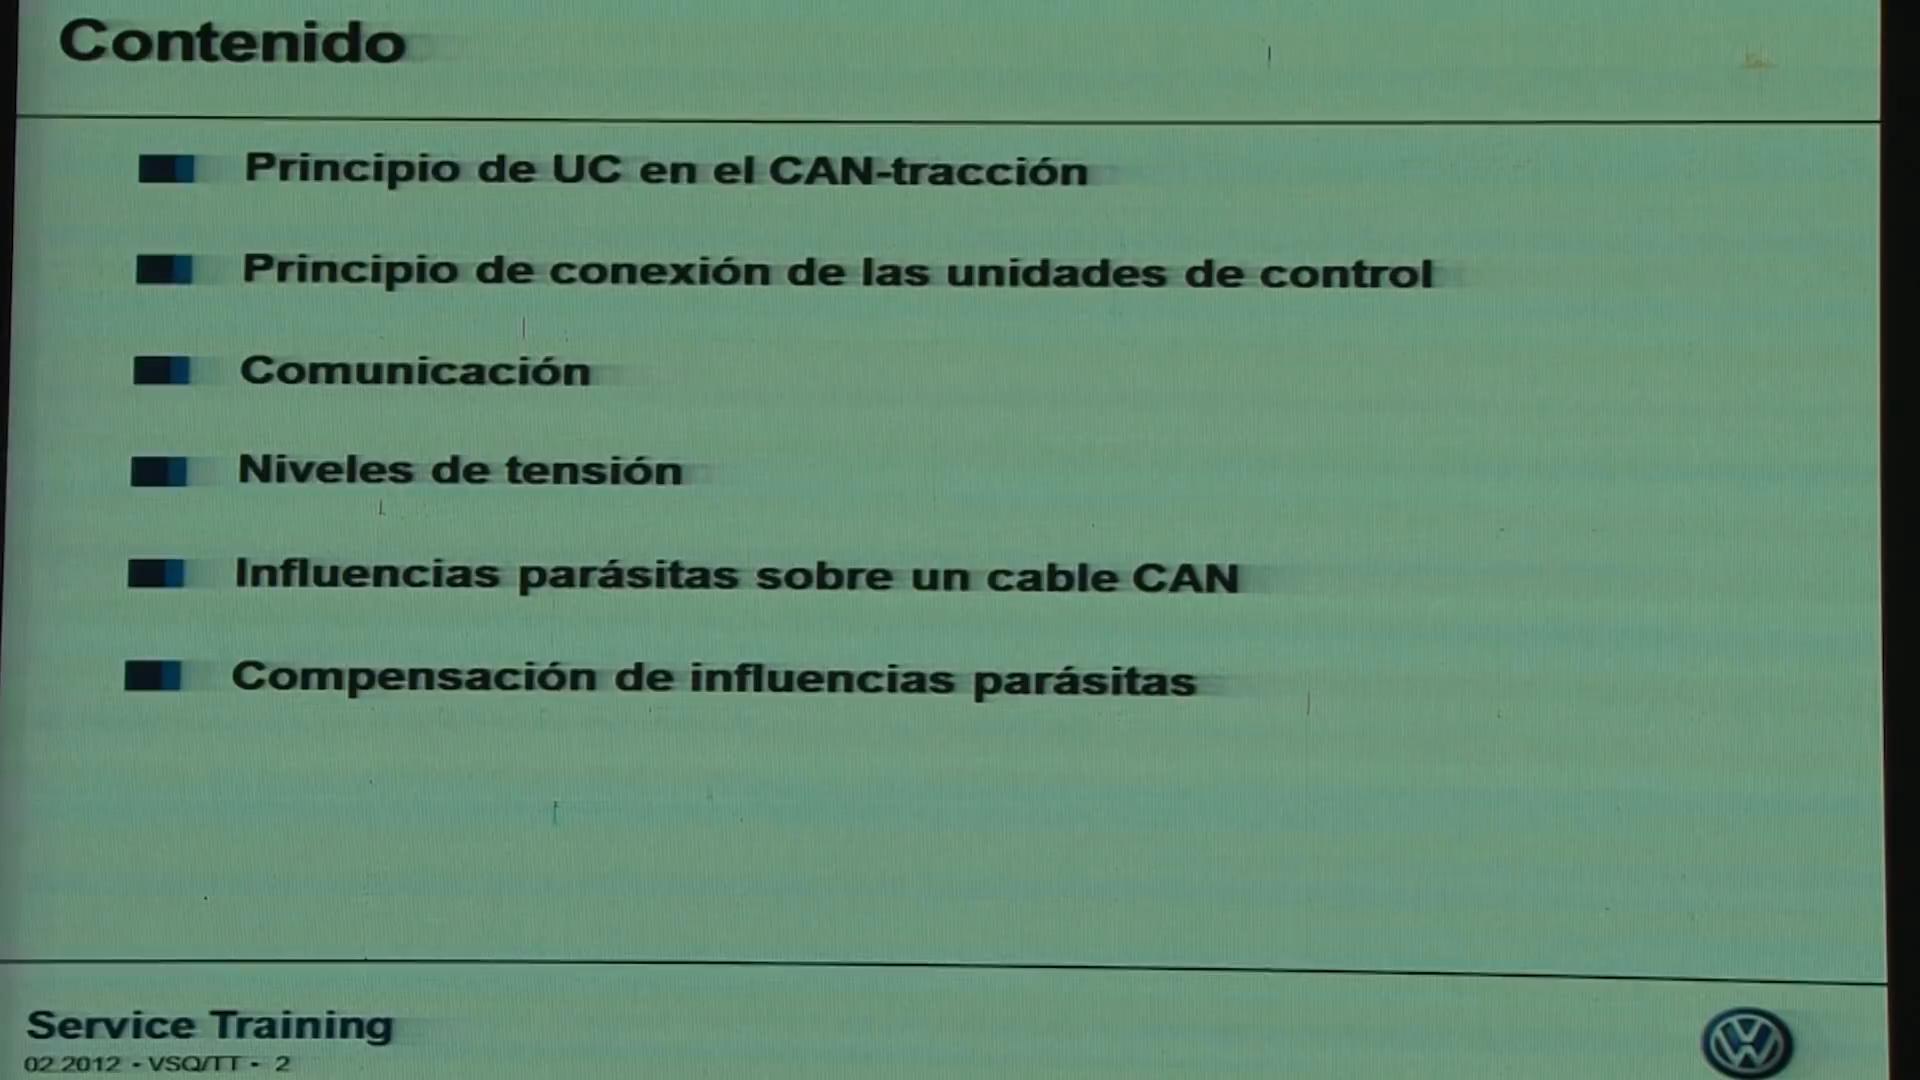 Contenido
Principio de UC en el CAN-tracción
Principio de conexión de las unidades de control
Comunicación
Niveles de tensión
Influencias parásitas sobre un cable CAN
Compensación de influencias parásitas
Service Training
02.2012 - VSQ/TT - 2